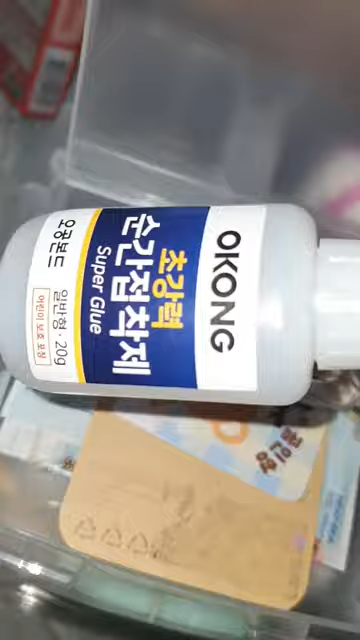 OKONG
초강력
순간접착제
Super Glue
오공본드
일반형 : 20g
어린이 보호 포장